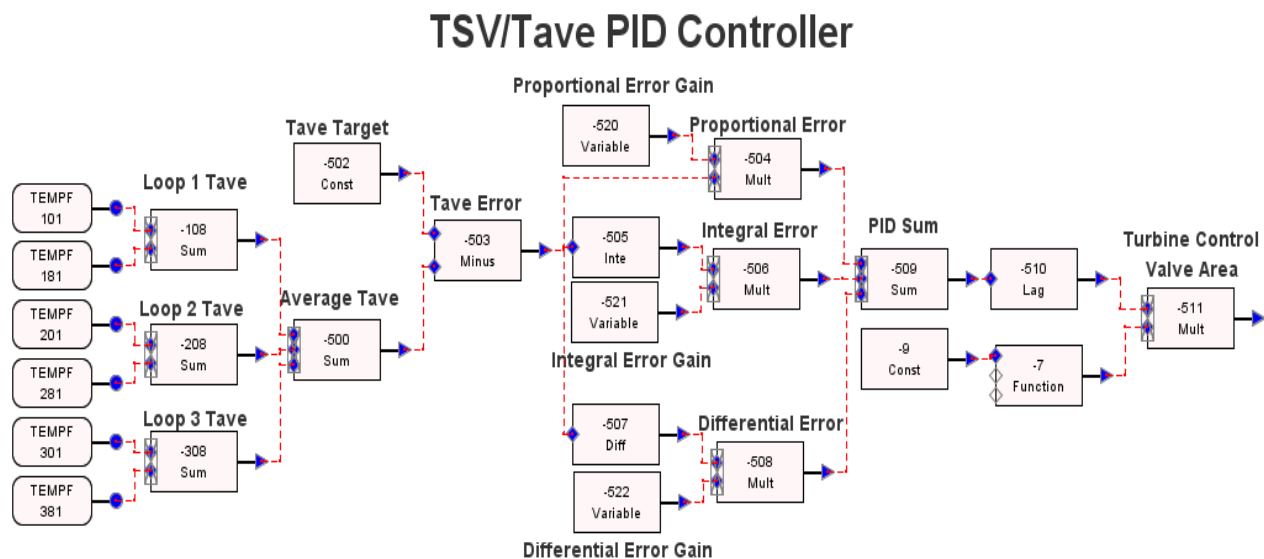 TSV/Tave PID Controller
Proportional Error Gain
-520
Variable
Proportional Error
-504
Mult
Tave Target
-502
Const
Loop 1 Tave
TEMPF
101
TEMPF
181
-108
Sum
Tave Error
-503
Minus
-505
Inte
-521
Variable
Integral Error Gain
Integral Error
-506
Mult
PID Sum
-509
Sum
-510
Lag
Turbine Control
Valve Area
-511
Mult
Loop 2 Tave
TEMPF
201
TEMPF
281
-208
Sum
Average Tave
-500
Sum
-9
Const
-7
Function
Loop 3 Tave
TEMPF
301
TEMPF
381
-308
Sum
-507
Diff
-522
Variable
Differential Error Gain
Differential Error
-508
Mult